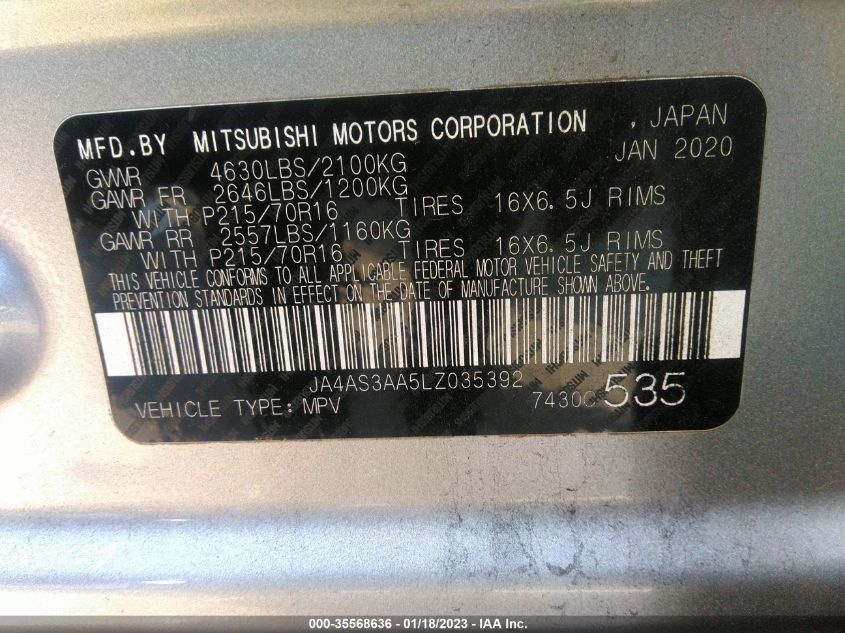 MFD.BY MITSUBISHI MOTORS CORPORATION , JAPAN
JAN 2020
GVWR 4630LBS/2100KG
GAWR FR 2646LBS/1200KG
WITH P215/70R16 TIRES 16X6.5J RIMS
GAWR RR 2557LBS/1160KG
WITH P215/70R16 TIRES 16X6.5J RIMS
THIS VEHICLE CONFORMS TO ALL APPLICABLE FEDERAL MOTOR VEHICLE SAFETY AND THEFT
PREVENTION STANDARDS IN EFFECT ON THE DATE OF MANUFACTURE SHOWN ABOVE.
JA4AS3AA5LZ035392
VEHICLE TYPE: MPV 535
000-35568636 - 01/18/2023 - IAA Inc.